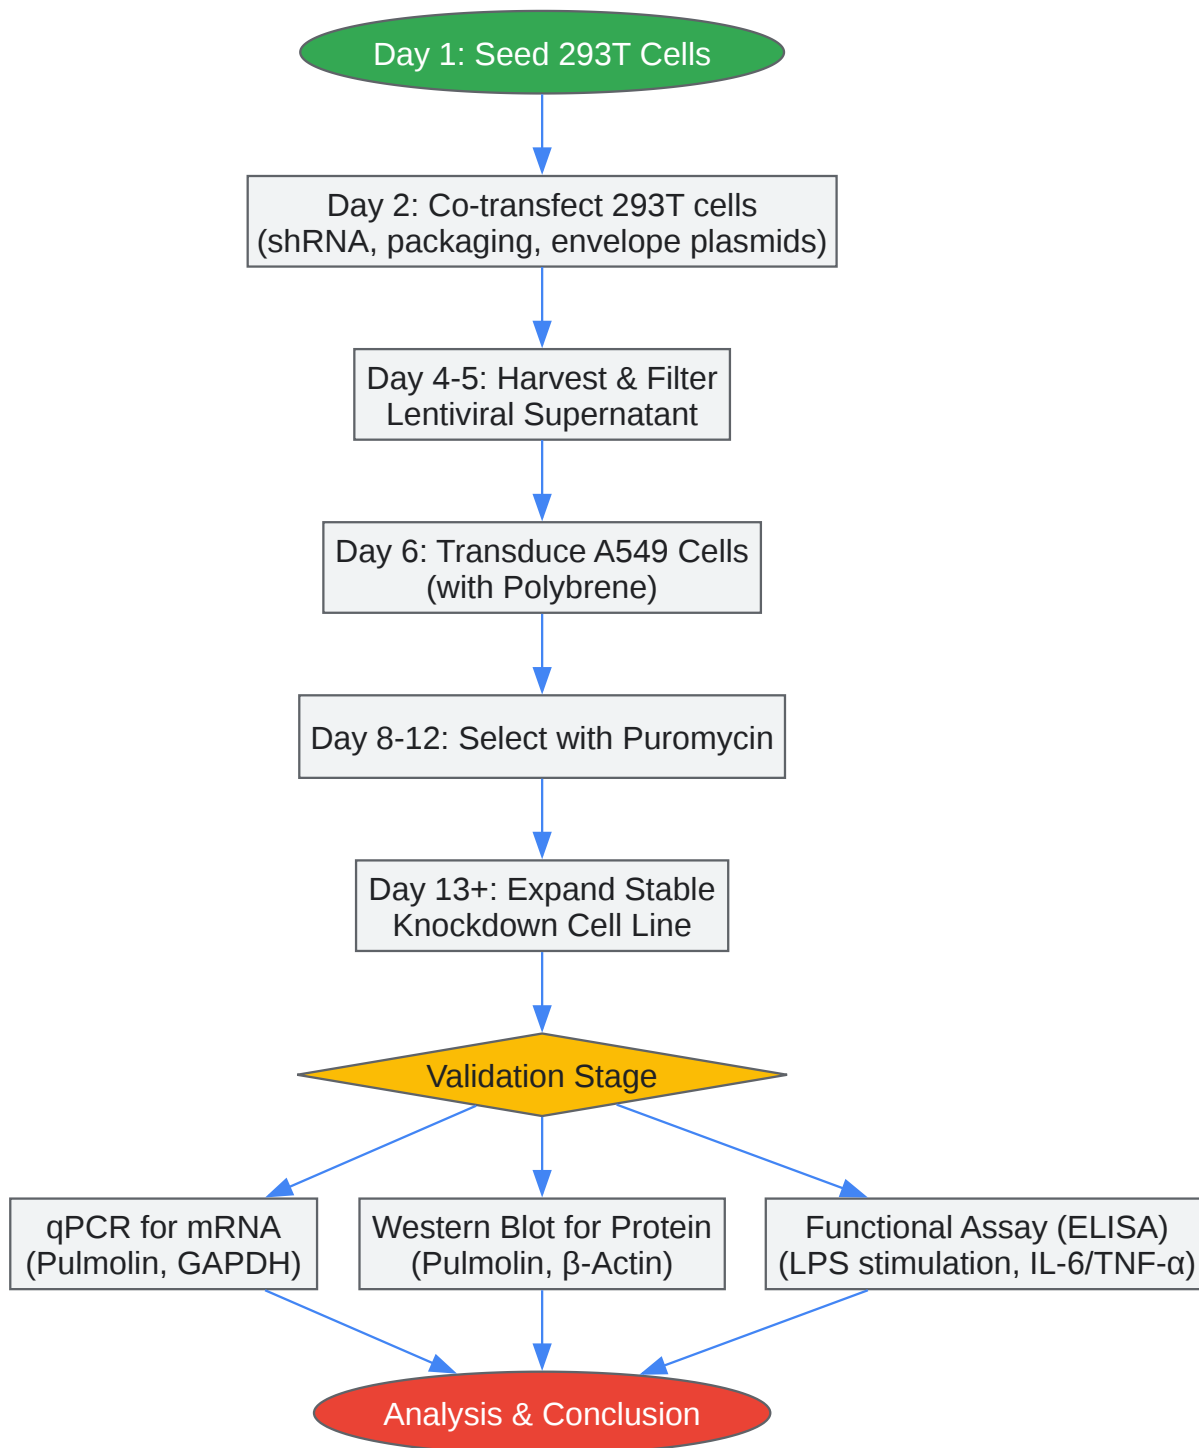 Day 1: Seed 293T Cells
Day 2: Co-transfect 293T cells
(shRNA, packaging, envelope plasmids)
Day 4-5: Harvest & Filter
Lentiviral Supernatant
Day 6: Transduce A549 Cells
(with Polybrene)
Day 8-12: Select with Puromycin
Day 13+: Expand Stable
Knockdown Cell Line
Validation Stage
qPCR for mRNA
(Pulmolin, GAPDH)
Western Blot for Protein
(Pulmolin, β-Actin)
Functional Assay (ELISA)
(LPS stimulation, IL-6/TNF-α)
Analysis & Conclusion